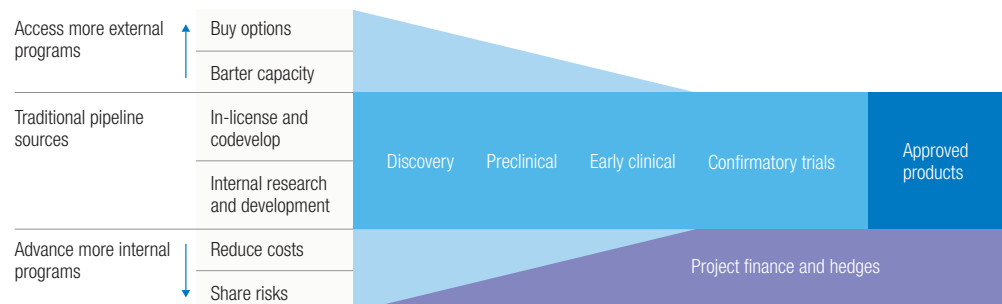 Access more external
programs
Buy options
Barter capacity
Traditional pipeline
sources
In-license and
codevelop
Internal research
and development
Discovery
Preclinical
Early clinical
Confirmatory trials
Approved
products
Advance more internal
programs
Reduce costs
Share risks
Project finance and hedges